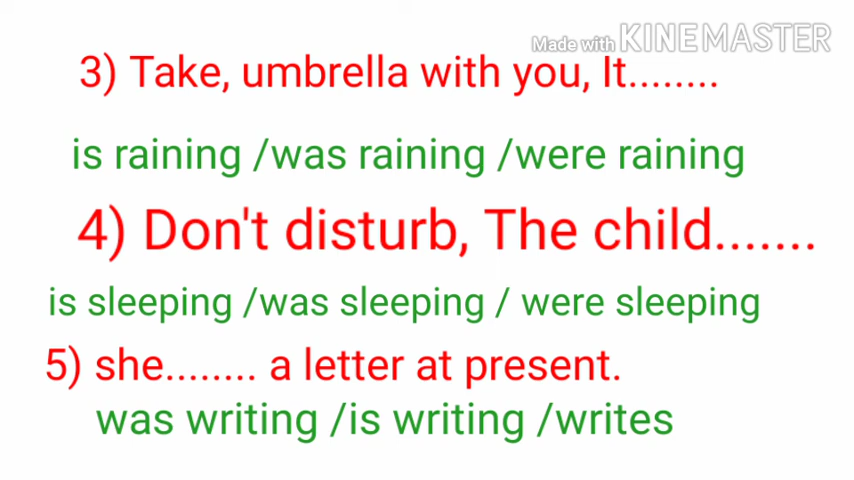 Made with KINEMASTER
3) Take, umbrella with you, It........
is raining /was raining /were raining
4) Don't disturb, The child.......
is sleeping /was sleeping / were sleeping
5) she........ a letter at present.
was writing /is writing /writes